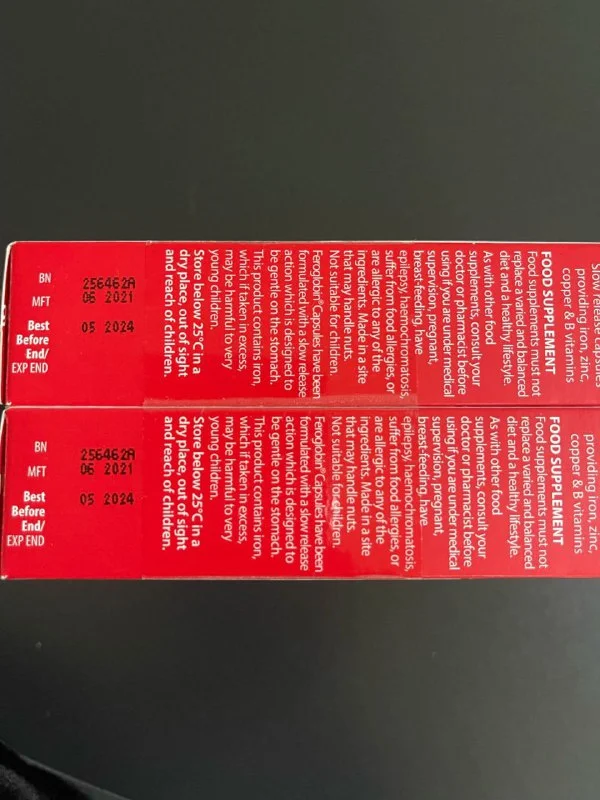 Slow release capsules
providing iron, zinc,
copper & B vitamins
FOOD SUPPLEMENT
Food supplements must not
replace a varied and balanced
diet and a healthy lifestyle.
As with other food
supplements, consult your
doctor or pharmacist before
using if you are under medical
supervision, pregnant,
breast-feeding, have
epilepsy, haemochromatosis,
suffer from food allergies, or
are allergic to any of the
ingredients. Made in a site
that may handle nuts.
Not suitable for children.
Feroglobin® Capsules have been
formulated with a slow release
action which is designed to
be gentle on the stomach.
This product contains iron,
which if taken in excess,
may be harmful to very
young children.
Store below 25°C in a
dry place, out of sight
and reach of children.
BN 256462A
MFT 06 2021
Best 05 2024
Before
End/
EXP END
providing iron, zinc,
copper & B vitamins
FOOD SUPPLEMENT
Food supplements must not
replace a varied and balanced
diet and a healthy lifestyle.
As with other food
supplements, consult your
doctor or pharmacist before
using if you are under medical
supervision, pregnant,
breast-feeding, have
epilepsy, haemochromatosis,
suffer from food allergies, or
are allergic to any of the
ingredients. Made in a site
that may handle nuts.
Not suitable for children.
Feroglobin® Capsules have been
formulated with a slow release
action which is designed to
be gentle on the stomach.
This product contains iron,
which if taken in excess,
may be harmful to very
young children.
Store below 25°C in a
dry place, out of sight
and reach of children.
BN 256462A
MFT 06 2021
Best 05 2024
Before
End/
EXP END